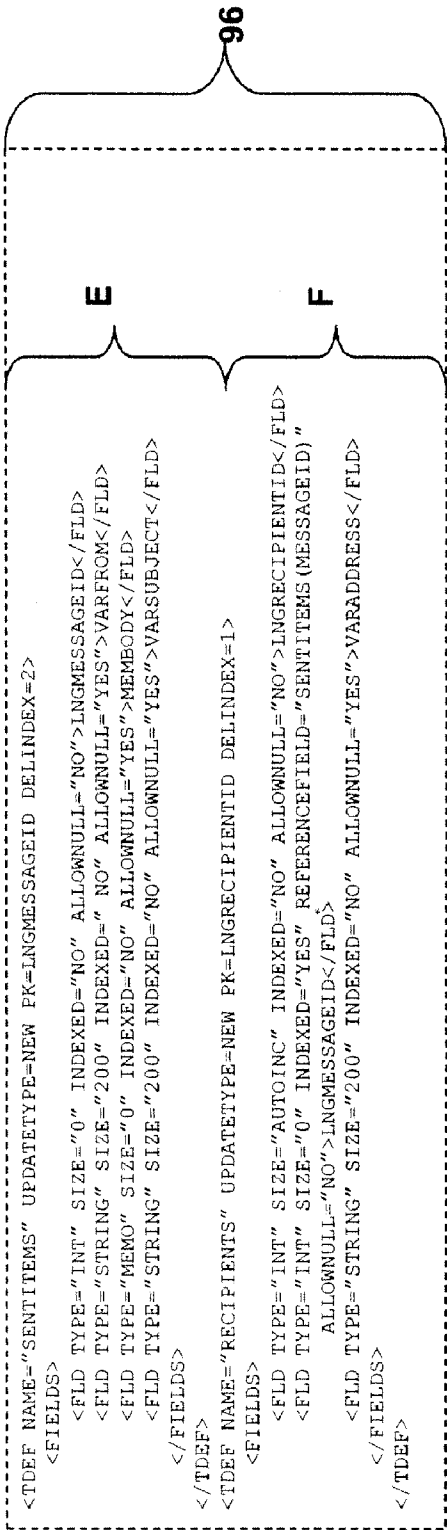 <TDEF NAME="SENTITEMS" UPDATETYPE=NEW PK=LNGMESSAGEID DELINDEX=2>
<FIELDS>
<FLD TYPE="INT" SIZE="0" INDEXED="NO" ALLOWNULL="NO">LNGMESSAGEID</FLD>
<FLD TYPE="STRING" SIZE="200" INDEXED=" NO" ALLOWNULL="YES">VARFROM</FLD>
<FLD TYPE="MEMO" SIZE="0" INDEXED="NO" ALLOWNULL="YES">MEMBODY</FLD>
<FLD TYPE="STRING" SIZE="200" INDEXED="NO" ALLOWNULL="YES">VARSUBJECT</FLD>
</FIELDS>
</TDEF>
E
<TDEF NAME="RECIPIENTS" UPDATETYPE=NEW PK=LNGRECIPIENTID DELINDEX=1>
<FIELDS>
<FLD TYPE="INT" SIZE="AUTOINC" INDEXED="NO" ALLOWNULL="NO">LNGRECIPIENTID</FLD>
<FLD TYPE="INT" SIZE="0" INDEXED="YES" REFERENCEFIELD="SENTITEMS(MESSAGEID)"
ALLOWNULL="NO">LNGMESSAGEID</FLD>
<FLD TYPE="STRING" SIZE="200" INDEXED="NO" ALLOWNULL="YES">VARADDRESS</FLD>
</FIELDS>
</TDEF>
F
96